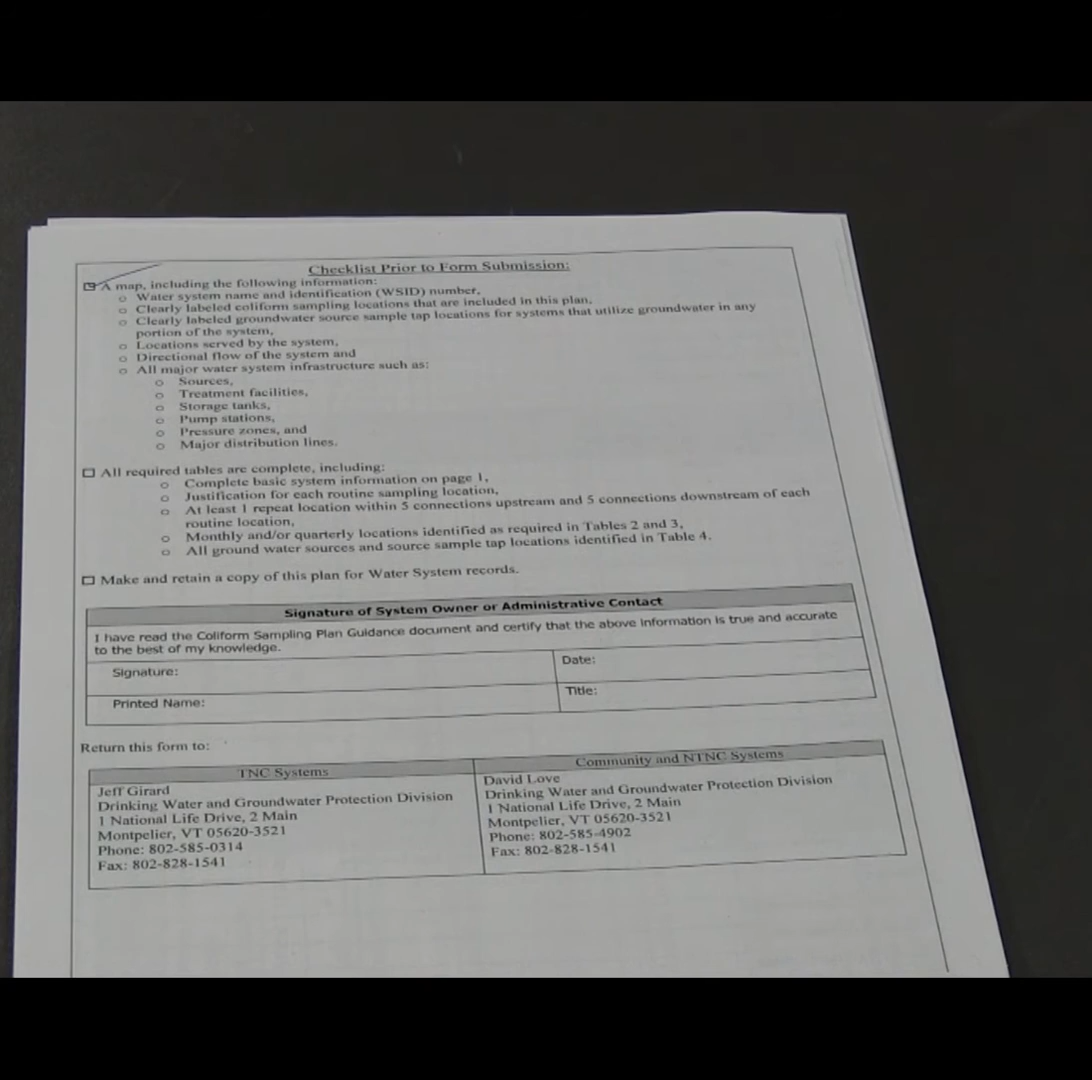 Checklist Prior to Form Submission:
A map, including the following information:
o Water system name and identification (WSID) number,
o Clearly labeled coliform sampling locations that are included in this plan,
o Clearly labeled groundwater source sample tap locations for systems that utilize groundwater in any
portion of the system,
o Locations served by the system,
o Directional flow of the system and
o All major water system infrastructure such as:
o Sources,
o Treatment facilities,
o Storage tanks,
o Pump stations,
o Pressure zones, and
o Major distribution lines.
☐ All required tables are complete, including:
o Complete basic system information on page 1,
o Justification for each routine sampling location,
o At least 1 repeat location within 5 connections upstream and 5 connections downstream of each
routine location,
o Monthly and/or quarterly locations identified as required in Tables 2 and 3,
o All ground water sources and source sample tap locations identified in Table 4.
☐ Make and retain a copy of this plan for Water System records.
Signature of System Owner or Administrative Contact
I have read the Coliform Sampling Plan Guidance document and certify that the above information is true and accurate
to the best of my knowledge.
Signature:
Date:
Printed Name:
Title:
Return this form to:
TNC Systems
Jeff Girard
Drinking Water and Groundwater Protection Division
1 National Life Drive, 2 Main
Montpelier, VT 05620-3521
Phone: 802-585-0314
Fax: 802-828-1541
Community and NTNC Systems
David Love
Drinking Water and Groundwater Protection Division
1 National Life Drive, 2 Main
Montpelier, VT 05620-3521
Phone: 802-585-4902
Fax: 802-828-1541